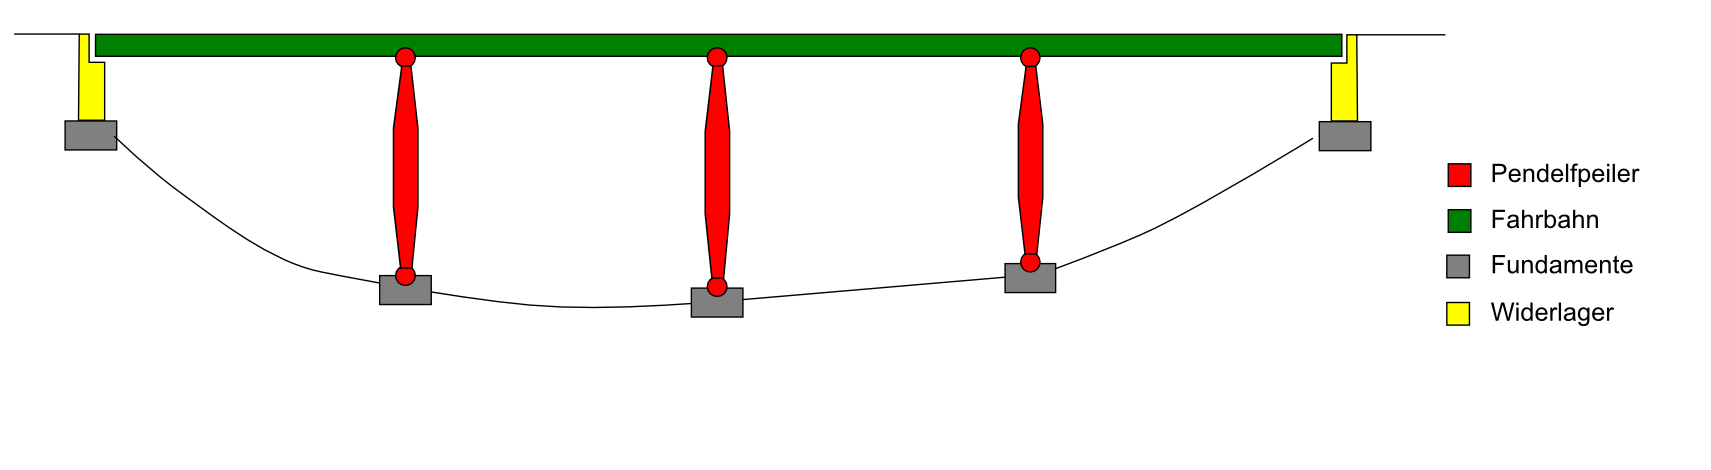 Pendelfpeiler
Fahrbahn
Fundamente
Widerlager